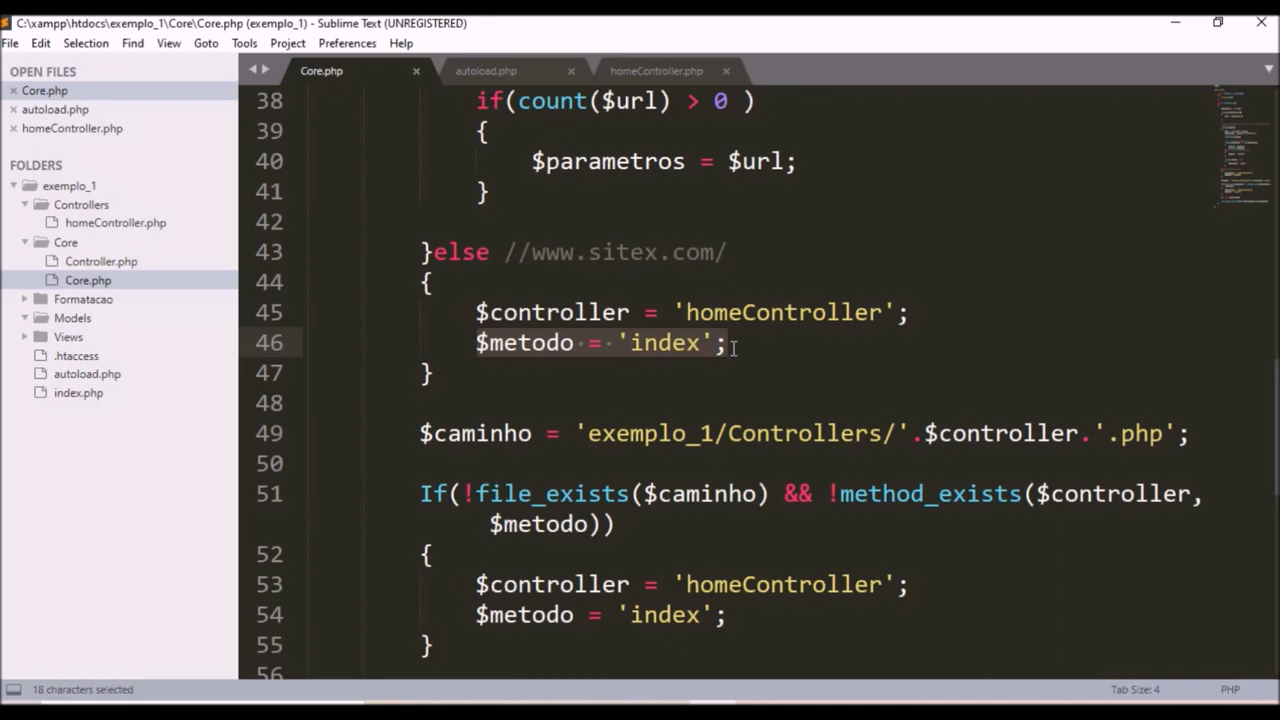 C:\xampp\htdocs\exemplo_1\Core\Core.php (exemplo_1) - Sublime Text (UNREGISTERED)
File Edit Selection Find View Goto Tools Project Preferences Help
OPEN FILES
Core.php
autoload.php
homeController.php
FOLDERS
exemplo_1
Controllers
homeController.php
Core
Controller.php
Core.php
Formatacao
Models
Views
.htaccess
autoload.php
index.php
Core.php autoload.php homeController.php
38 if(count($url) > 0 )
39 {
40 $parametros = $url;
41 }
42
43 }else //www.sitex.com/
44 {
45 $controller = 'homeController';
46 $metodo = 'index';
47 }
48
49 $caminho = 'exemplo_1/Controllers/'.$controller.'.php';
50
51 If(!file_exists($caminho) && !method_exists($controller,
$metodo))
52 {
53 $controller = 'homeController';
54 $metodo = 'index';
55 }
56
18 characters selected Tab Size: 4 PHP